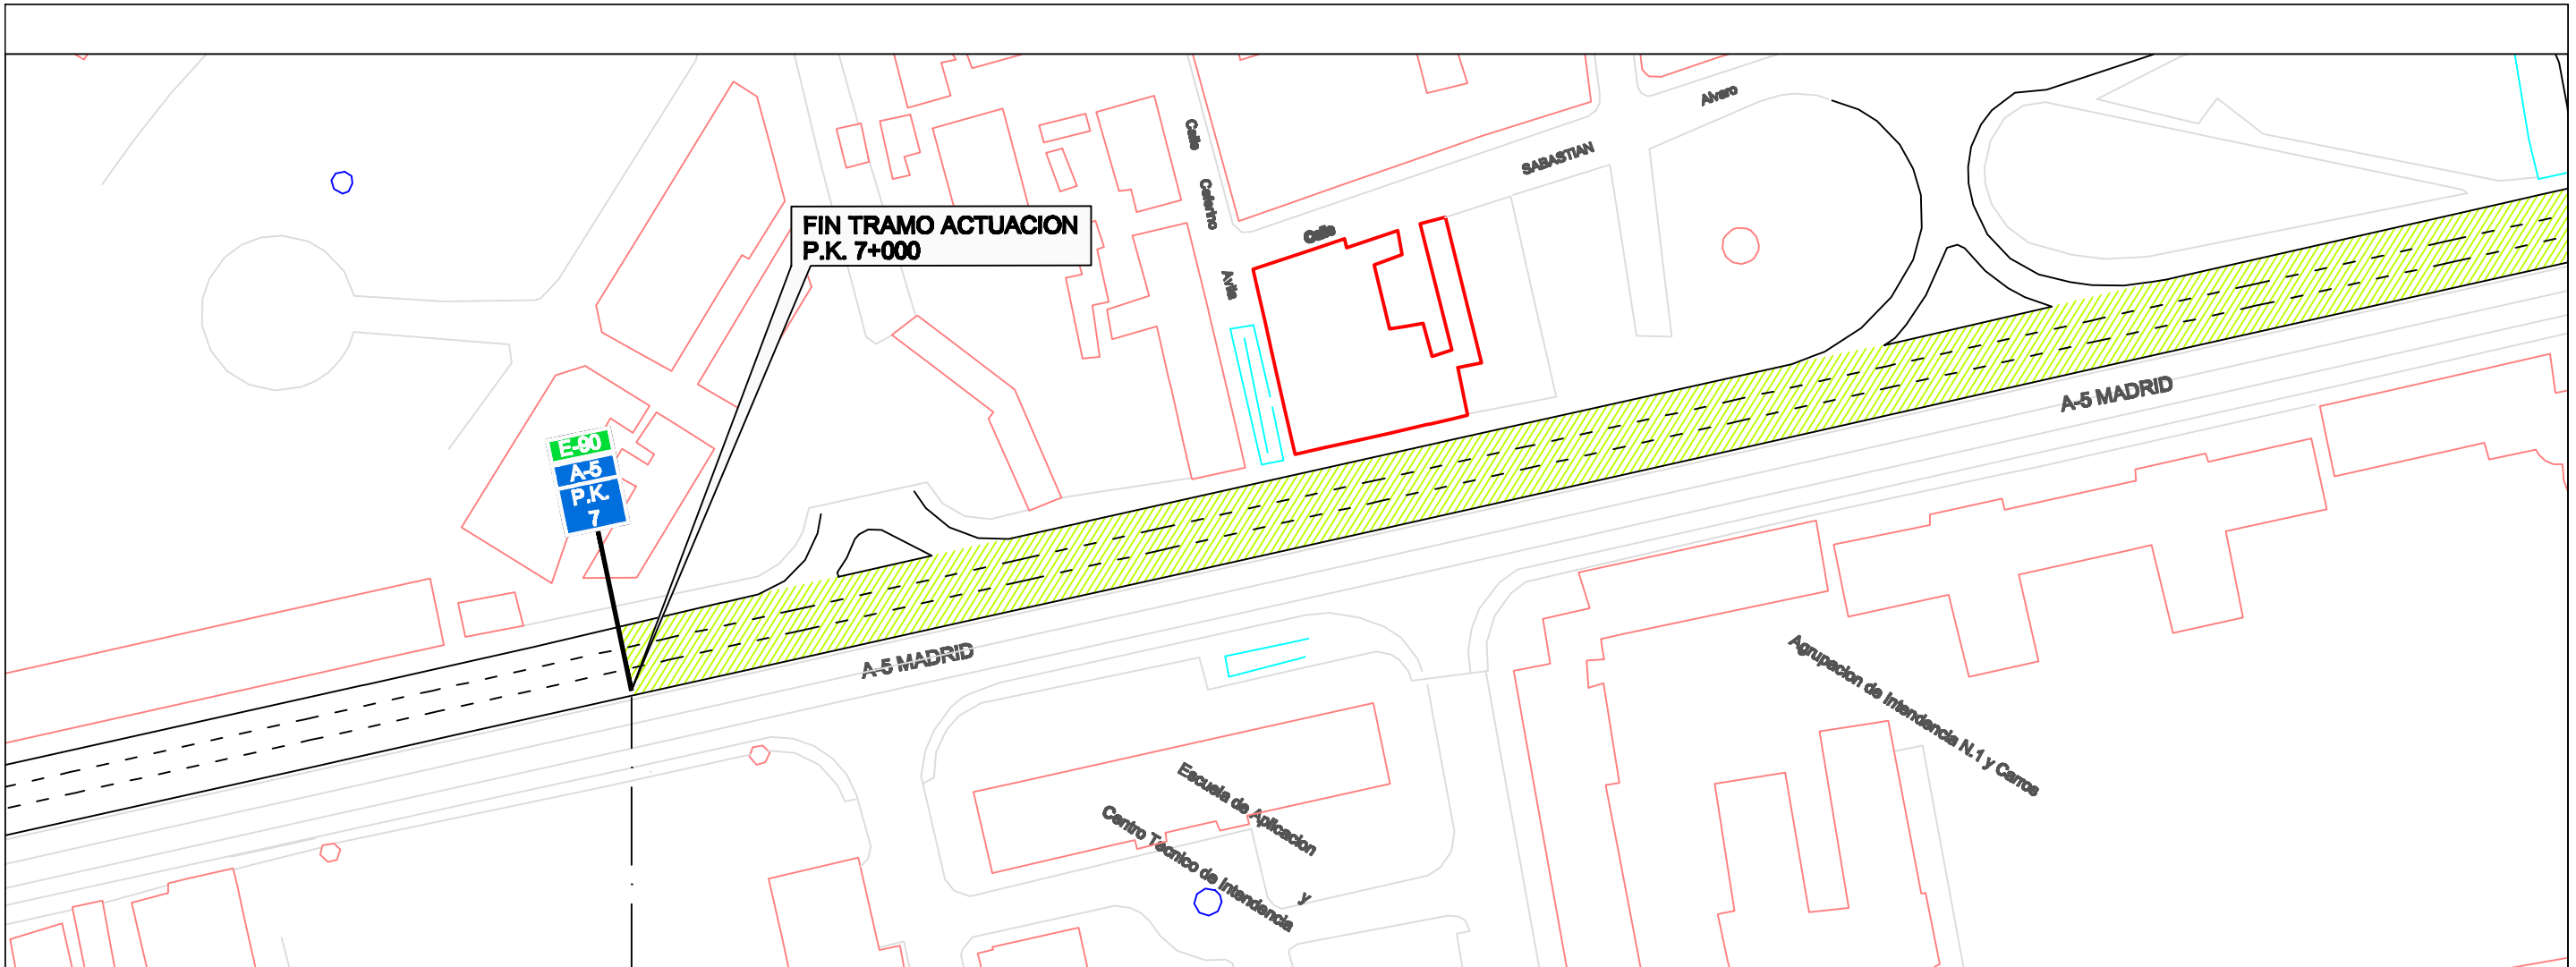 Alvaro
Calle
SABASTIAN
Ceferino
FIN TRAMO ACTUACION
P.K. 7+000
Calle
Avila
A-5 MADRID
E-90
A-5
P.K.
7
A-5 MADRID
Agrupacion de Intendencia N.1 y Carros
Escuela de Aplicacion
y
Centro Tecnico de Intendencia